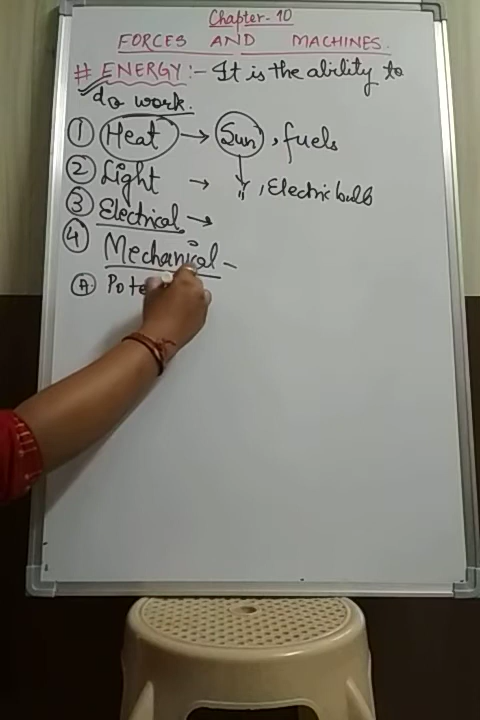 Chapter-10
FORCES AND MACHINES.
# ENERGY:- It is the ability to
do work.
① Heat → Sun, fuels
② Light → ", Electric bulb
③ Electrical →
④ Mechanical -
Ⓐ Pote